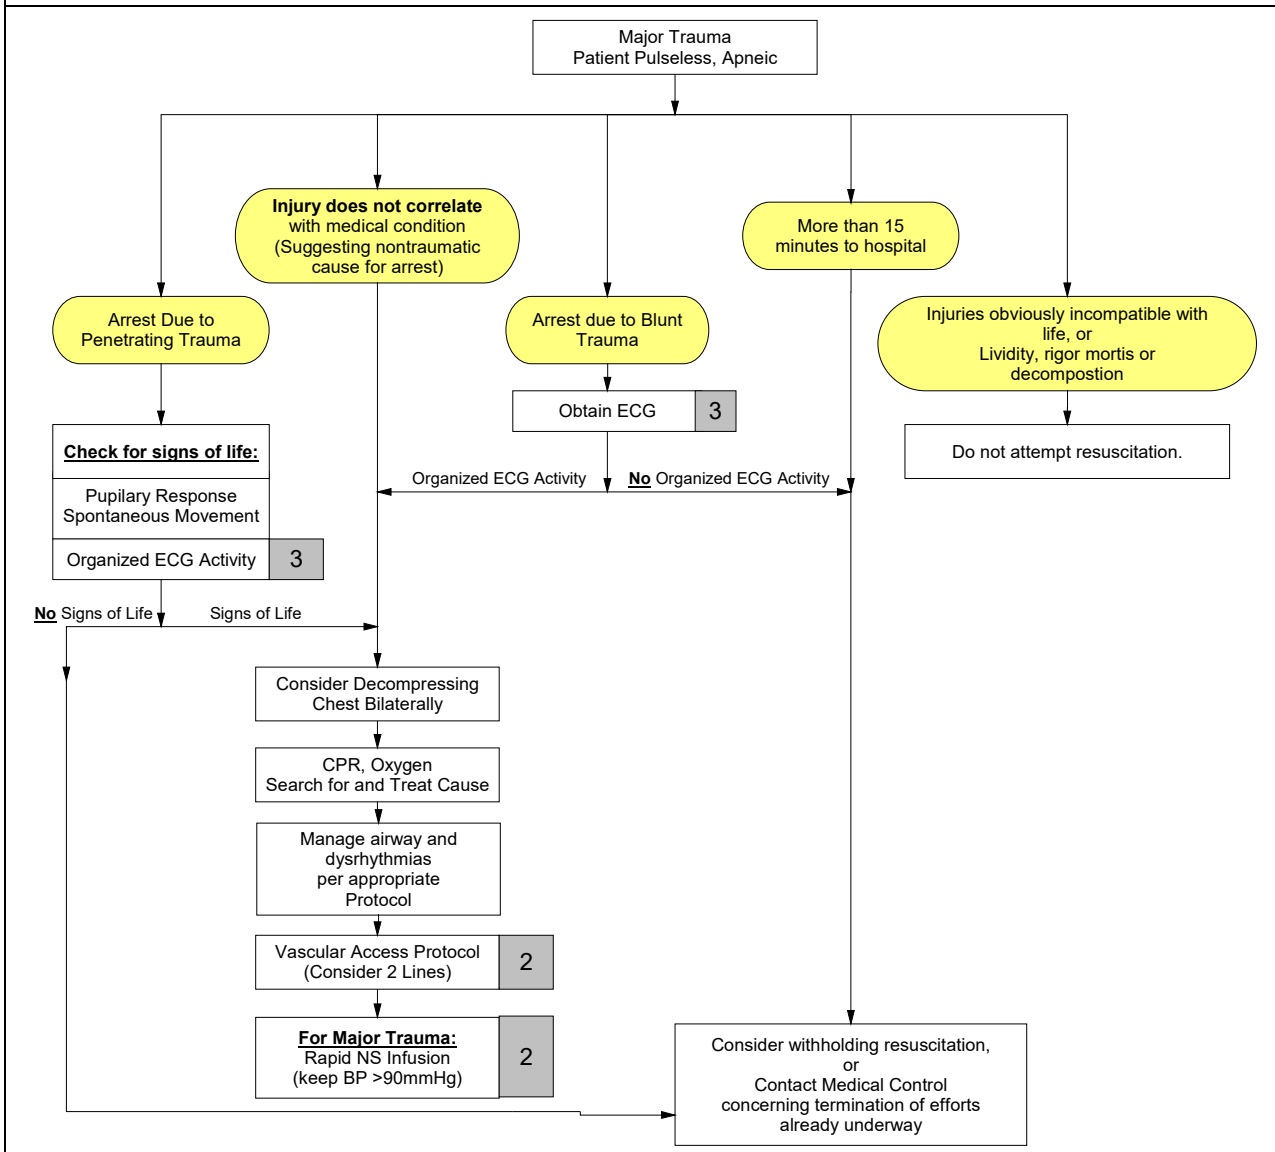 Major Trauma
Patient Pulseless, Apneic
Injury does not correlate
with medical condition
(Suggesting nontraumatic
cause for arrest)
More than 15
minutes to hospital
Arrest Due to
Penetrating Trauma
Arrest due to Blunt
Trauma
Injuries obviously incompatible with
life, or
Lividity, rigor mortis or
decompostion
Obtain ECG
3
Check for signs of life:
Pupilary Response
Spontaneous Movement
Organized ECG Activity
3
Do not attempt resuscitation.
Organized ECG Activity
No Organized ECG Activity
No Signs of Life
Signs of Life
Consider Decompressing
Chest Bilaterally
CPR, Oxygen
Search for and Treat Cause
Manage airway and
dysrhythmias
per appropriate
Protocol
Vascular Access Protocol
(Consider 2 Lines)
2
For Major Trauma:
Rapid NS Infusion
(keep BP >90mmHg)
2
Consider withholding resuscitation,
or
Contact Medical Control
concerning termination of efforts
already underway